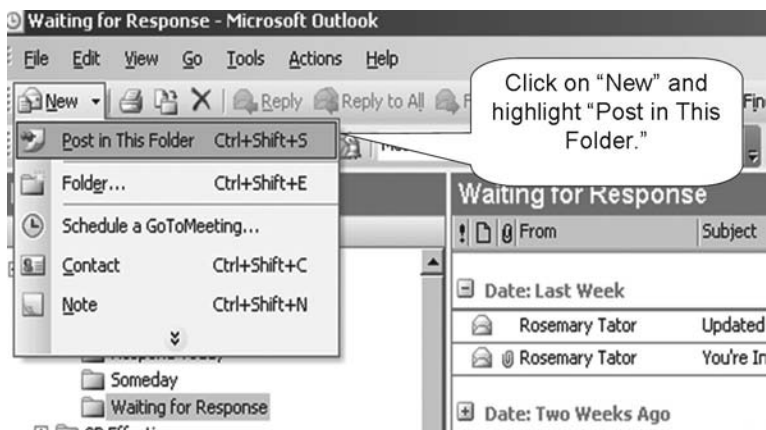 Waiting for Response - Microsoft Outlook
File Edit View Go Tools Actions Help
New Reply Reply to All F
Click on “New” and
highlight “Post in This
Folder.”
Post in This Folder Ctrl+Shift+S
Folder... Ctrl+Shift+E
Schedule a GoToMeeting...
Contact Ctrl+Shift+C
Note Ctrl+Shift+N
Someday
Waiting for Response
Waiting for Response
From Subject
Date: Last Week
Rosemary Tator Updated
Rosemary Tator You're In
Date: Two Weeks Ago